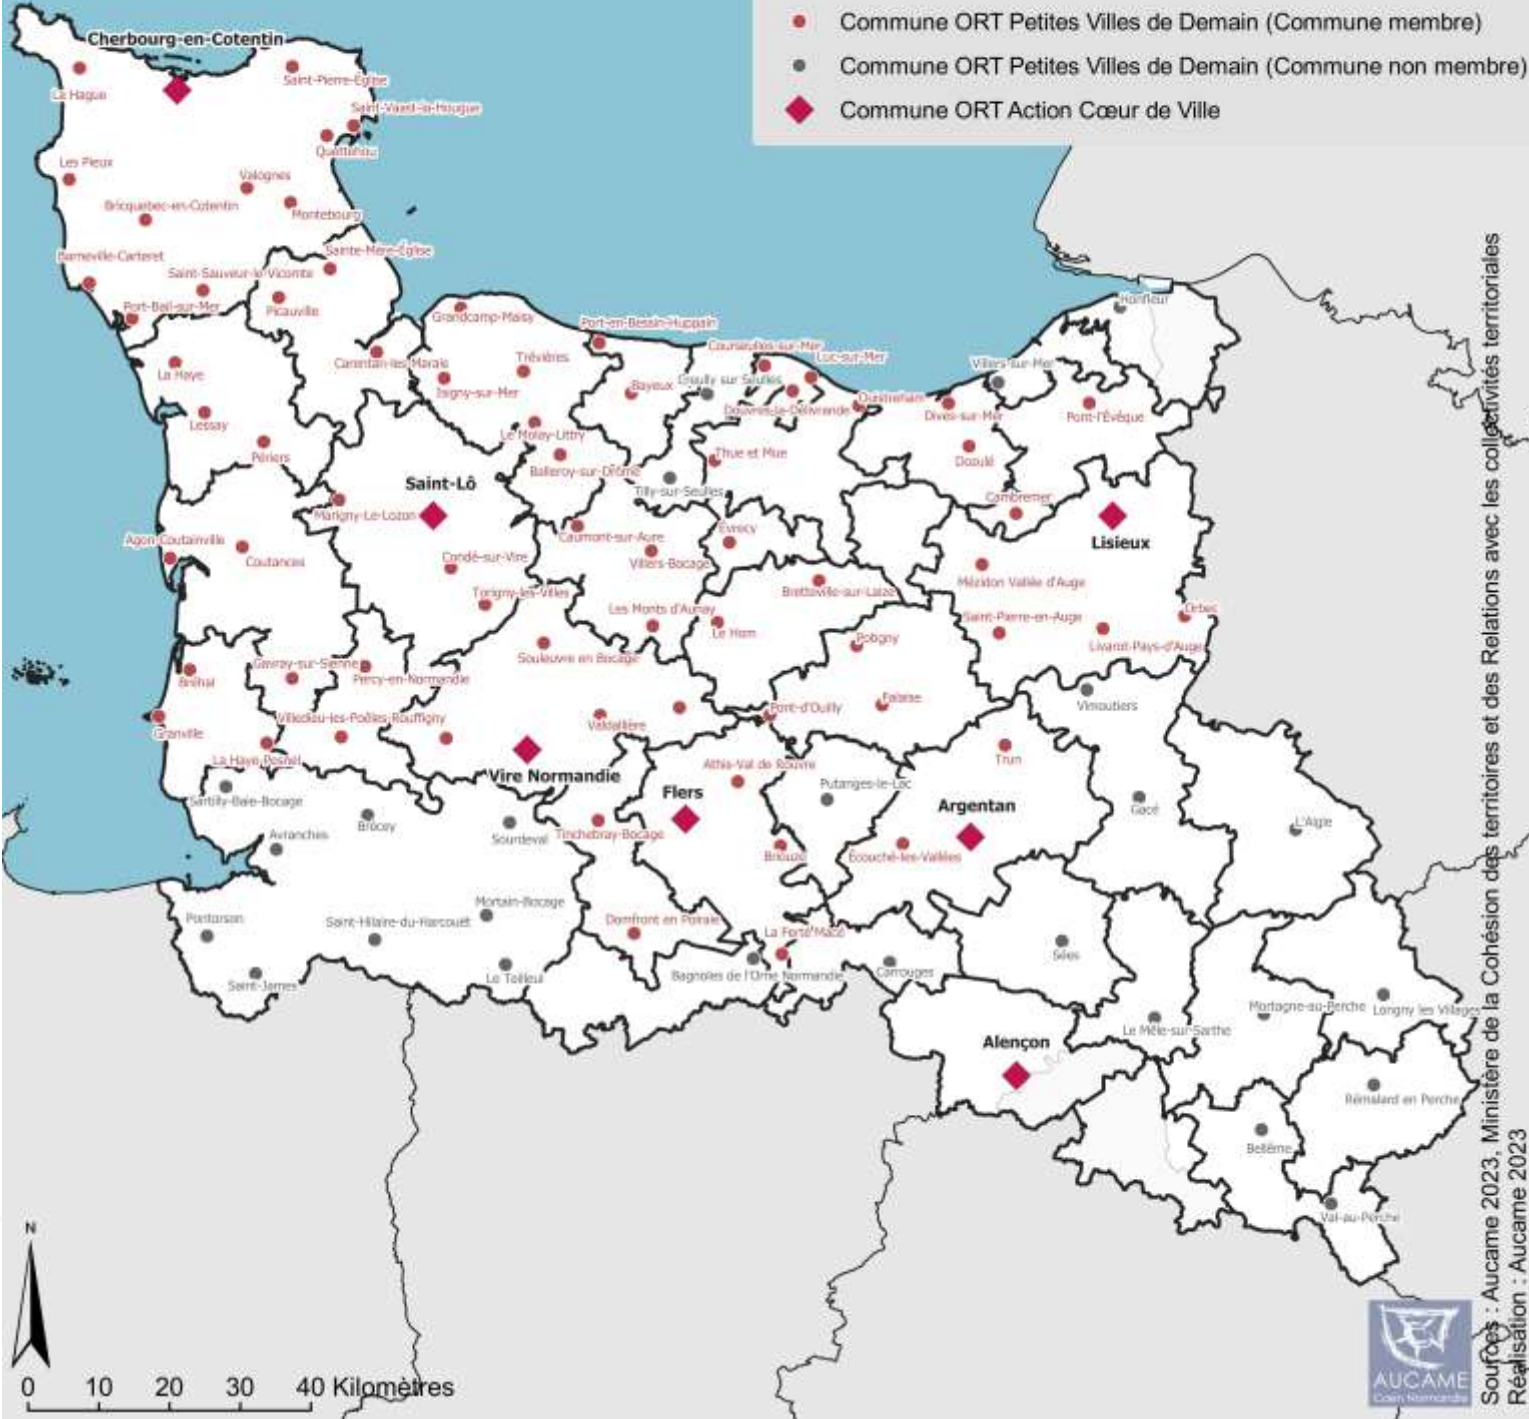 Commune ORT Petites Villes de Demain (Commune membre)
Commune ORT Petites Villes de Demain (Commune non membre)
Commune ORT Action Cœur de Ville
Cherbourg-en-Cotentin
La Hague
Saint-Pierre-Église
Saint-Vaast-la-Hougue
Quettehou
Les Pieux
Valognes
Bricquebec-en-Cotentin
Montebourg
Barneville-Carteret
Sainte-Mère-Église
Saint-Sauveur-le-Vicomte
Port-Bail-sur-Mer
Picauville
Honfleur
Grandcamp-Maisy
Port-en-Bessin-Huppain
Courseulles-sur-Mer
Luc-sur-Mer
Villers-sur-Mer
Carentan-les-Marais
Trévières
La Haye
Isigny-sur-Mer
Bayeux
Creully sur Seulles
Douvres-la-Délivrande
Ouistreham
Dives-sur-Mer
Pont-l'Évêque
Lessay
Le Molay-Littry
Périers
Thue et Mue
Dozulé
Balleroy-sur-Drôme
Saint-Lô
Tilly-sur-Seulles
Cambremer
Marigny-Le-Lozon
Agon-Coutainville
Caumont-sur-Aure
Évrecy
Lisieux
Coutances
Condé-sur-Vire
Villers-Bocage
Mézidon Vallée d'Auge
Torigny-les-Villes
Bretteville-sur-Laize
Les Monts d'Aunay
Le Hom
Saint-Pierre-en-Auge
Orbec
Livarot-Pays-d'Auge
Potigny
Souleuvre en Bocage
Gavray-sur-Sienne
Percy-en-Normandie
Bréhal
Falaise
Pont-d'Ouilly
Vimoutiers
Villedieu-les-Poêles-Rouffigny
Valdallière
Granville
La Haye-Pesnel
Trun
Vire Normandie
Athis-Val de Rouvre
Flers
Putanges-le-Lac
Argentan
Gacé
L'Aigle
Sartilly-Baie-Bocage
Avranches
Brécey
Sourdeval
Tinchebray-Bocage
Briouze
Écouché-les-Vallées
Mortain-Bocage
Pontorson
Saint-Hilaire-du-Harcouët
Domfront en Poiraie
La Ferté Macé
Saint-James
Le Teilleul
Bagnoles de l'Orne Normandie
Carrouges
Sées
Mortagne-au-Perche
Longny les Villages
Le Mêle-sur-Sarthe
Alençon
Rémalard en Perche
Bellême
Val-au-Perche
N
0 10 20 30 40 Kilomètres
AUCAME
Caen Normandie
Sources : Aucame 2023, Ministère de la Cohésion des territoires et des Relations avec les collectivités territoriales
Réalisation : Aucame 2023